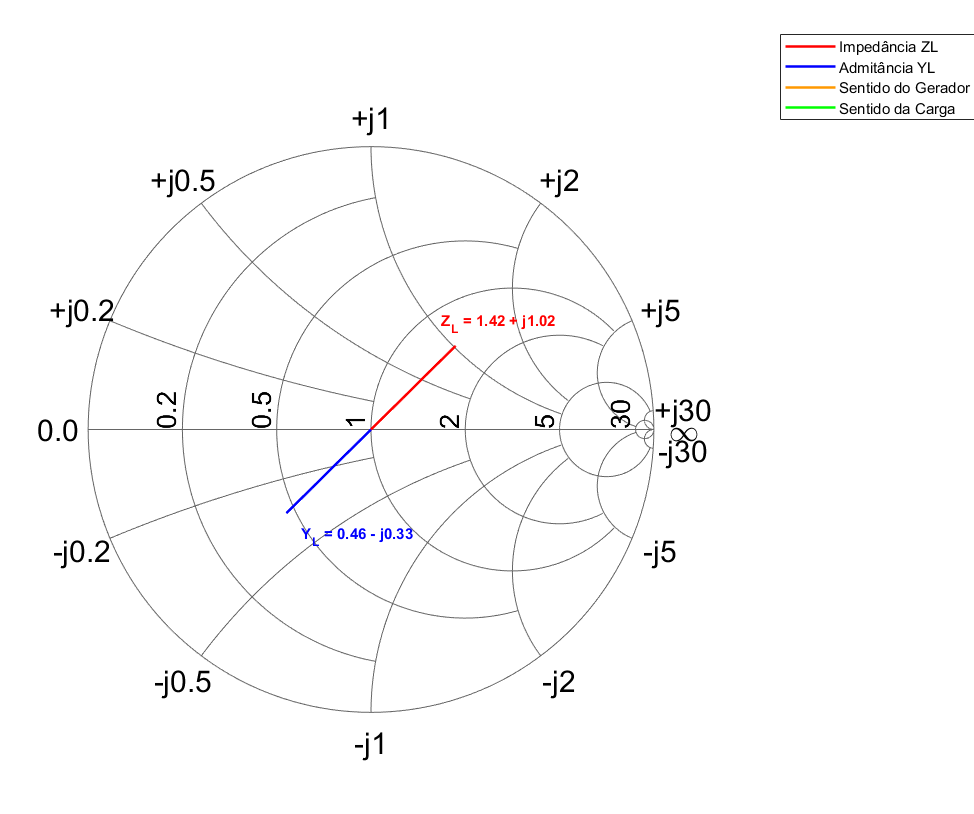 Impedância ZL
Admitância YL
Sentido do Gerador
Sentido da Carga
+j1
+j0.5
+j2
+j0.2
+j5
Z_L = 1.42 + j1.02
0.2
0.5
1
2
5
30
+j30
0.0
∞
-j30
Y_L = 0.46 - j0.33
-j0.2
-j5
-j0.5
-j2
-j1